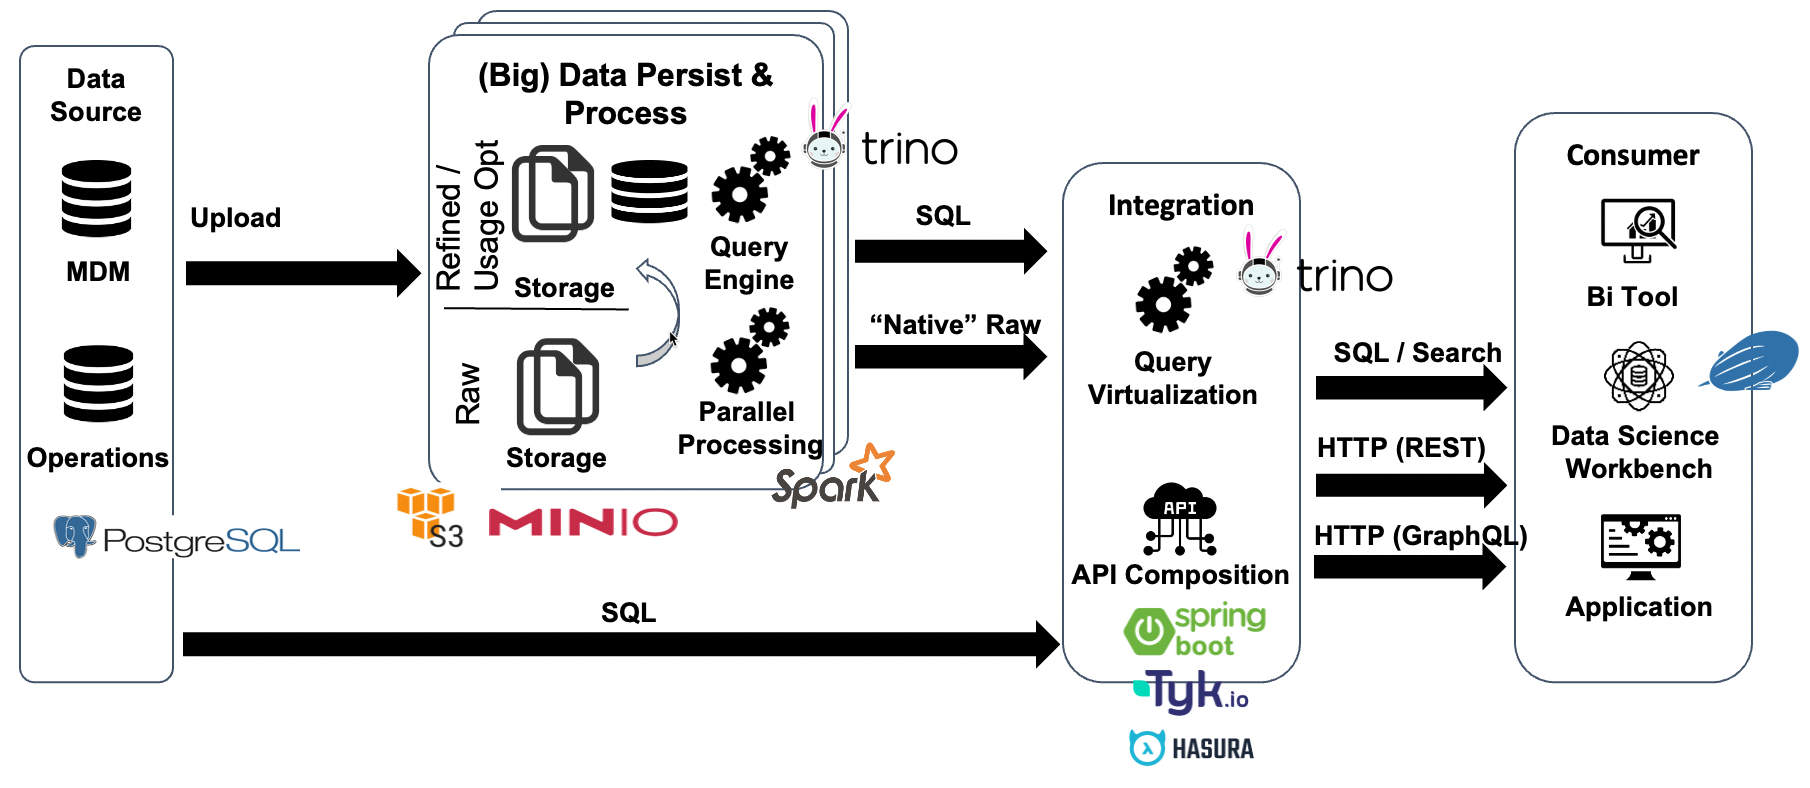 Data
Source
MDM
Operations
PostgreSQL
Upload
(Big) Data Persist &
Process
Refined /
Usage Opt
Storage
Raw
Storage
Query
Engine
Parallel
Processing
trino
Spark
S3
MINIO
SQL
“Native” Raw
SQL
Integration
trino
Query
Virtualization
API
API Composition
spring
boot
Tyk.io
λ
HASURA
SQL / Search
HTTP (REST)
HTTP (GraphQL)
Consumer
Bi Tool
Data Science
Workbench
Application